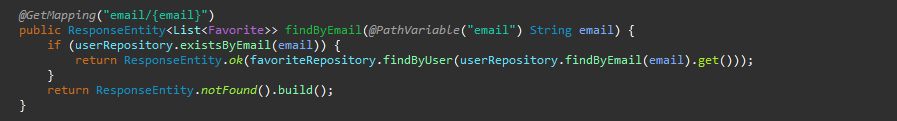 @GetMapping("email/{email}")
public ResponseEntity<List<Favorite>> findByEmail(@PathVariable("email") String email) {
    if (userRepository.existsByEmail(email)) {
        return ResponseEntity.ok(favoriteRepository.findByUser(userRepository.findByEmail(email).get()));
    }
    return ResponseEntity.notFound().build();
}